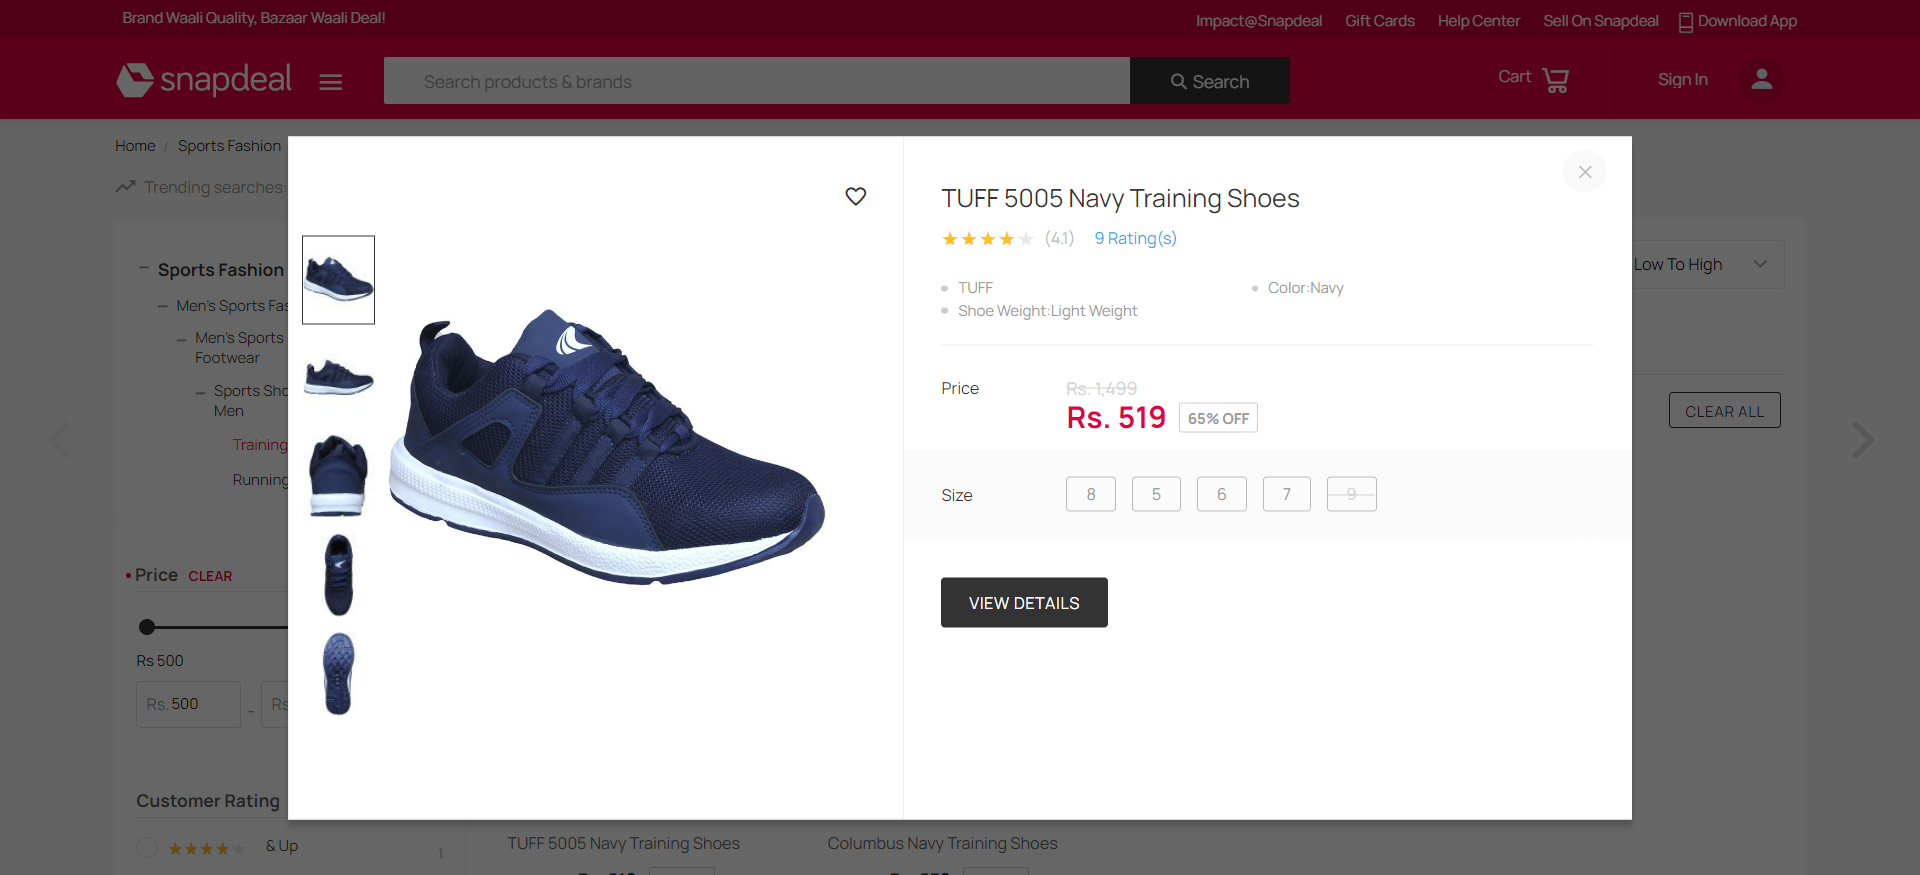 Brand Waali Quality, Bazaar Waali Deal!
Impact@Snapdeal Gift Cards Help Center Sell On Snapdeal Download App
snapdeal
Search products & brands
Search
Cart
Sign In
Home / Sports Fashion
Trending searches:
Sports Fashion
Men's Sports Fas
Men's Sports
Footwear
Sports Sho
Men
Training
Running
Price CLEAR
Rs 500
Rs. 500 - Rs
Customer Rating
& Up
1
TUFF 5005 Navy Training Shoes
(4.1) 9 Rating(s)
TUFF
Color:Navy
Shoe Weight:Light Weight
Price
Rs. 1,499
Rs. 519 65% OFF
Size
8 5 6 7 9
VIEW DETAILS
Low To High
CLEAR ALL
TUFF 5005 Navy Training Shoes
Columbus Navy Training Shoes